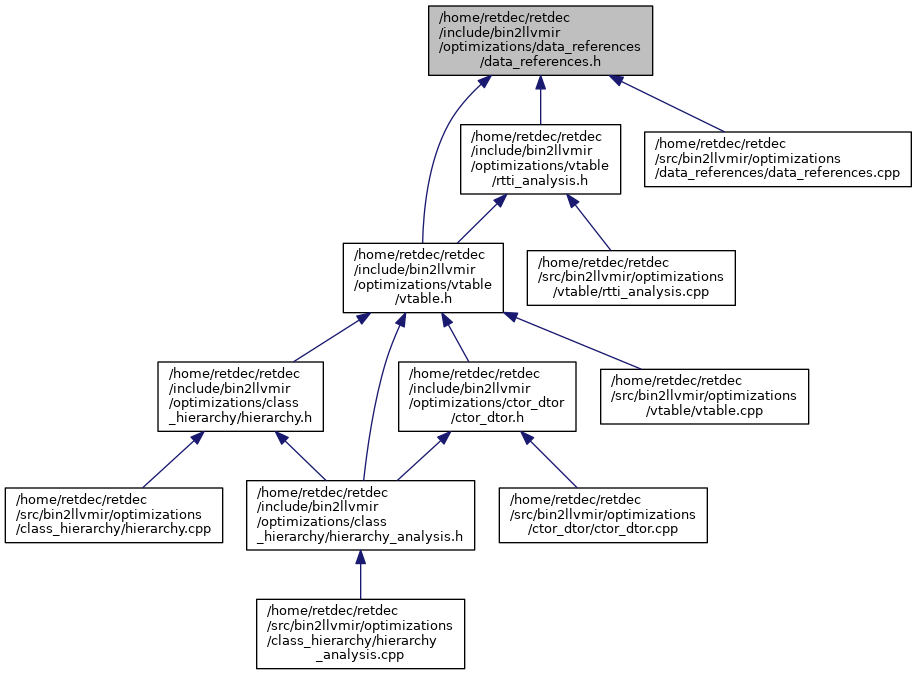 /home/retdec/retdec
/include/bin2llvmir
/optimizations/data_references
/data_references.h
/home/retdec/retdec
/include/bin2llvmir
/optimizations/vtable
/rtti_analysis.h
/home/retdec/retdec
/src/bin2llvmir/optimizations
/data_references/data_references.cpp
/home/retdec/retdec
/include/bin2llvmir
/optimizations/vtable
/vtable.h
/home/retdec/retdec
/src/bin2llvmir/optimizations
/vtable/rtti_analysis.cpp
/home/retdec/retdec
/include/bin2llvmir
/optimizations/class
_hierarchy/hierarchy.h
/home/retdec/retdec
/include/bin2llvmir
/optimizations/ctor_dtor
/ctor_dtor.h
/home/retdec/retdec
/src/bin2llvmir/optimizations
/vtable/vtable.cpp
/home/retdec/retdec
/src/bin2llvmir/optimizations
/class_hierarchy/hierarchy.cpp
/home/retdec/retdec
/include/bin2llvmir
/optimizations/class
_hierarchy/hierarchy_analysis.h
/home/retdec/retdec
/src/bin2llvmir/optimizations
/ctor_dtor/ctor_dtor.cpp
/home/retdec/retdec
/src/bin2llvmir/optimizations
/class_hierarchy/hierarchy
_analysis.cpp